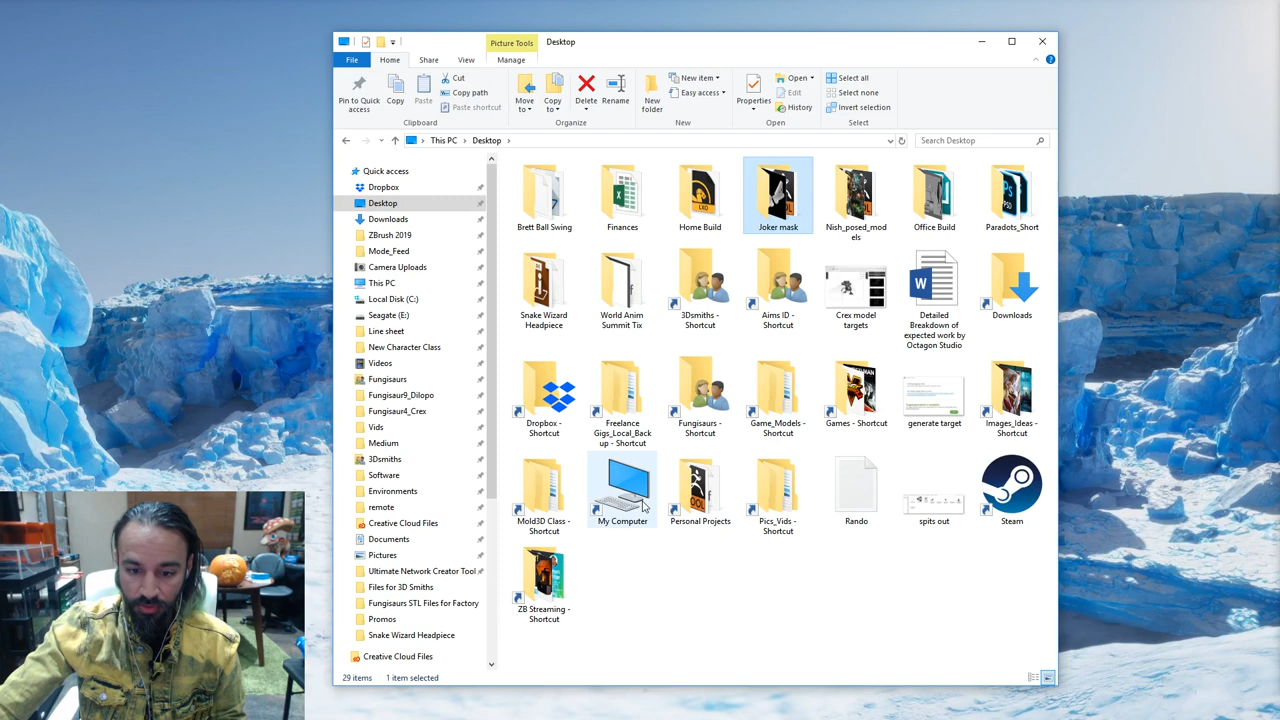 Picture Tools
Desktop
File
Home
Share
View
Manage
Pin to Quick
access
Copy
Paste
Cut
Copy path
Paste shortcut
Clipboard
Move
to
Copy
to
Delete
Rename
Organize
New
folder
New item
Easy access
New
Properties
Open
Edit
History
Open
Select all
Select none
Invert selection
Select
This PC
Desktop
Search Desktop
Quick access
Dropbox
Desktop
Downloads
ZBrush 2019
Mode_Feed
Camera Uploads
This PC
Local Disk (C:)
Seagate (E:)
Line sheet
New Character Class
Videos
Fungisaurs
Fungisaur9_Dilopo
Fungisaur4_Crex
Vids
Medium
3Dsmiths
Software
Environments
remote
Creative Cloud Files
Documents
Pictures
Ultimate Network Creator Tool
Files for 3D Smiths
Fungisaurs STL Files for Factory
Promos
Snake Wizard Headpiece
Creative Cloud Files
Brett Ball Swing
Finances
Home Build
Joker mask
Nish_posed_mod
els
Office Build
Paradots_Short
Snake Wizard
Headpiece
World Anim
Summit Tix
3Dsmiths -
Shortcut
Aims ID -
Shortcut
Crex model
targets
Detailed
Breakdown of
expected work by
Octagon Studio
Downloads
Dropbox -
Shortcut
Freelance
Gigs_Local_Back
up - Shortcut
Fungisaurs -
Shortcut
Game_Models -
Shortcut
Games - Shortcut
generate target
Images_Ideas -
Shortcut
Mold3D Class -
Shortcut
My Computer
Personal Projects
Pics_Vids -
Shortcut
Rando
spits out
Steam
ZB Streaming -
Shortcut
29 items
1 item selected